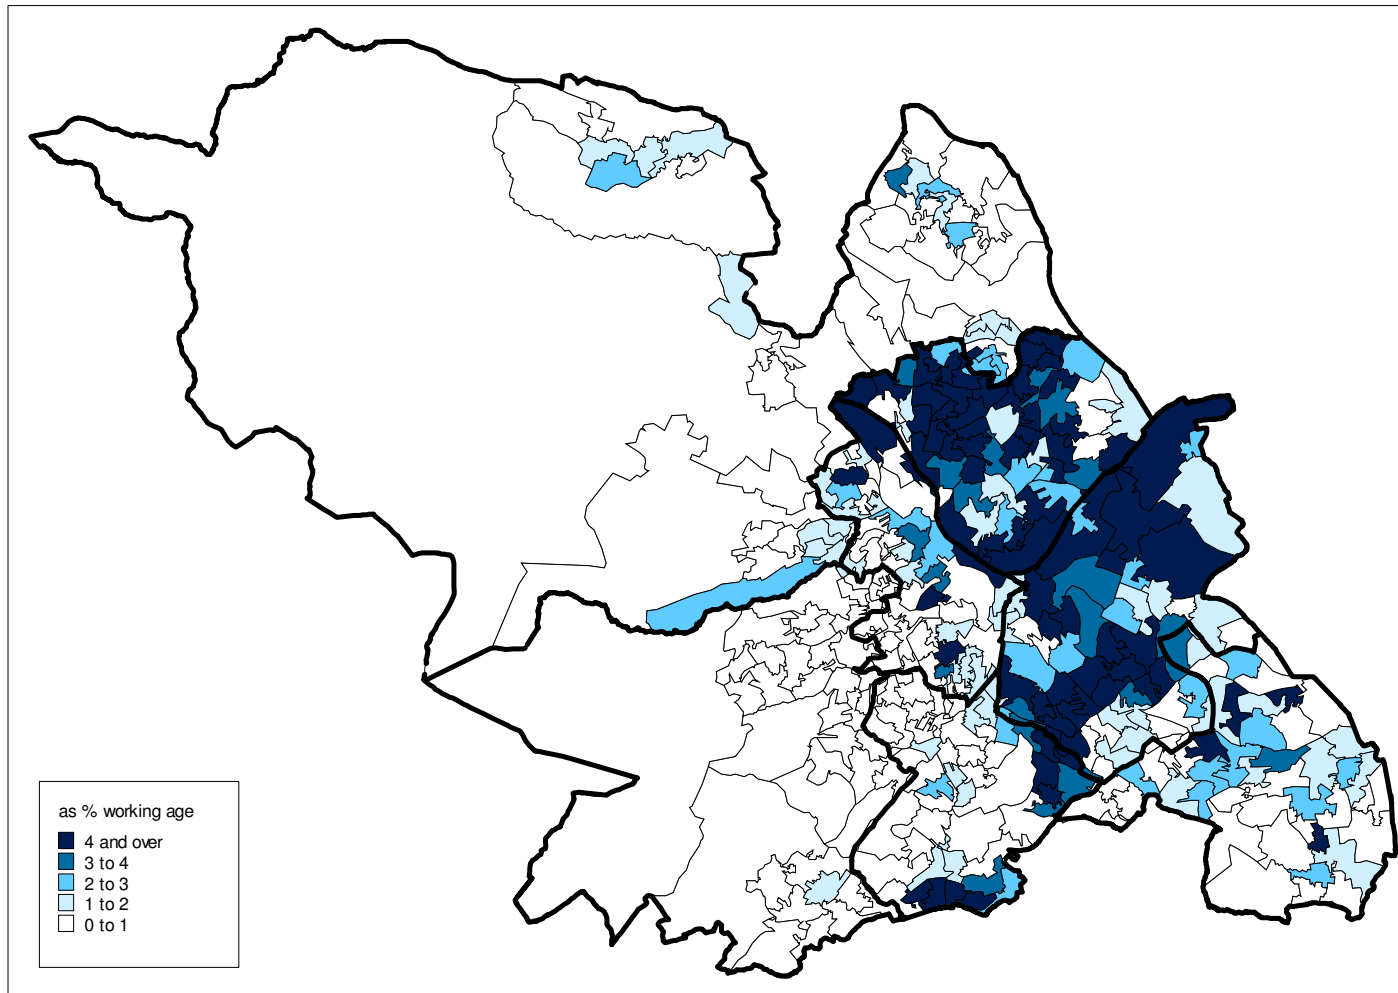 as % working age
4 and over
3 to 4
2 to 3
1 to 2
0 to 1